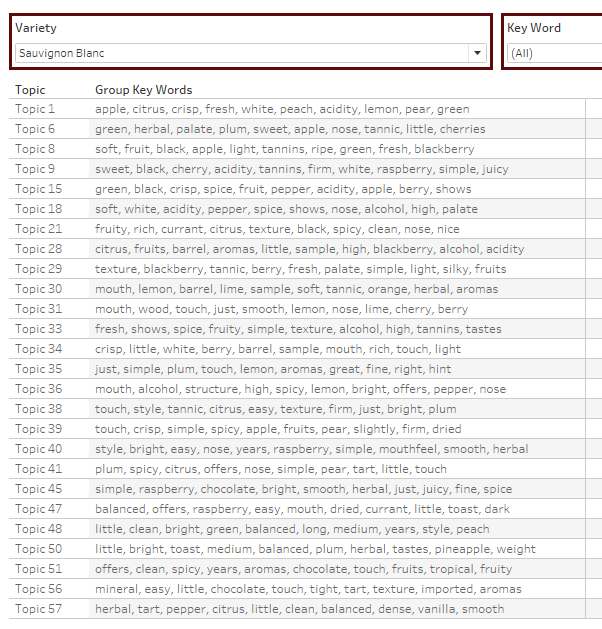 Variety
Key Word
Sauvignon Blanc
(All)
Topic Group Key Words
Topic 1 apple, citrus, crisp, fresh, white, peach, acidity, lemon, pear, green
Topic 6 green, herbal, palate, plum, sweet, apple, nose, tannic, little, cherries
Topic 8 soft, fruit, black, apple, light, tannins, ripe, green, fresh, blackberry
Topic 9 sweet, black, cherry, acidity, tannins, firm, white, raspberry, simple, juicy
Topic 15 green, black, crisp, spice, fruit, pepper, acidity, apple, berry, shows
Topic 18 soft, white, acidity, pepper, spice, shows, nose, alcohol, high, palate
Topic 21 fruity, rich, currant, citrus, texture, black, spicy, clean, nose, nice
Topic 28 citrus, fruits, barrel, aromas, little, sample, high, blackberry, alcohol, acidity
Topic 29 texture, blackberry, tannic, berry, fresh, palate, simple, light, silky, fruits
Topic 30 mouth, lemon, barrel, lime, sample, soft, tannic, orange, herbal, aromas
Topic 31 mouth, wood, touch, just, smooth, lemon, nose, lime, cherry, berry
Topic 33 fresh, shows, spice, fruity, simple, texture, alcohol, high, tannins, tastes
Topic 34 crisp, little, white, berry, barrel, sample, mouth, rich, touch, light
Topic 35 just, simple, plum, touch, lemon, aromas, great, fine, right, hint
Topic 36 mouth, alcohol, structure, high, spicy, lemon, bright, offers, pepper, nose
Topic 38 touch, style, tannic, citrus, easy, texture, firm, just, bright, plum
Topic 39 touch, crisp, simple, spicy, apple, fruits, pear, slightly, firm, dried
Topic 40 style, bright, easy, nose, years, raspberry, simple, mouthfeel, smooth, herbal
Topic 41 plum, spicy, citrus, offers, nose, simple, pear, tart, little, touch
Topic 45 simple, raspberry, chocolate, bright, smooth, herbal, just, juicy, fine, spice
Topic 47 balanced, offers, raspberry, easy, mouth, dried, currant, little, toast, dark
Topic 48 little, clean, bright, green, balanced, long, medium, years, style, peach
Topic 50 little, bright, toast, medium, balanced, plum, herbal, tastes, pineapple, weight
Topic 51 offers, clean, spicy, years, aromas, chocolate, touch, fruits, tropical, fruity
Topic 56 mineral, easy, little, chocolate, touch, tight, tart, texture, imported, aromas
Topic 57 herbal, tart, pepper, citrus, little, clean, balanced, dense, vanilla, smooth